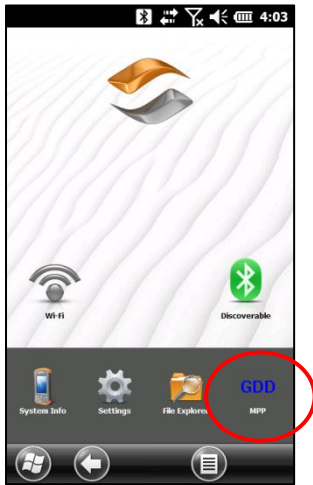 4:03
Wi-Fi
Discoverable
GDD
System Info
Settings
File Explorer
MPP